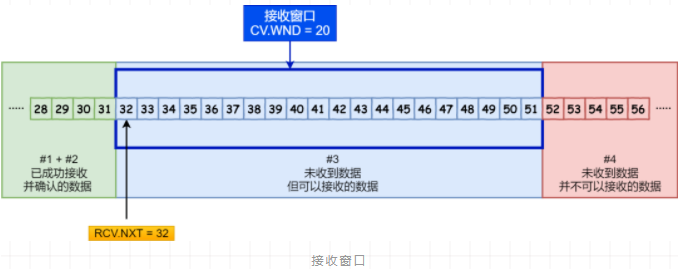 接收窗口
CV.WND = 20
····· 28 29 30 31 32 33 34 35 36 37 38 39 40 41 42 43 44 45 46 47 48 49 50 51 52 53 54 55 56 ·····
#1 + #2
已成功接收
并确认的数据
#3
未收到数据
但可以接收的数据
#4
未收到数据
并不可以接收的数据
RCV.NXT = 32
接收窗口